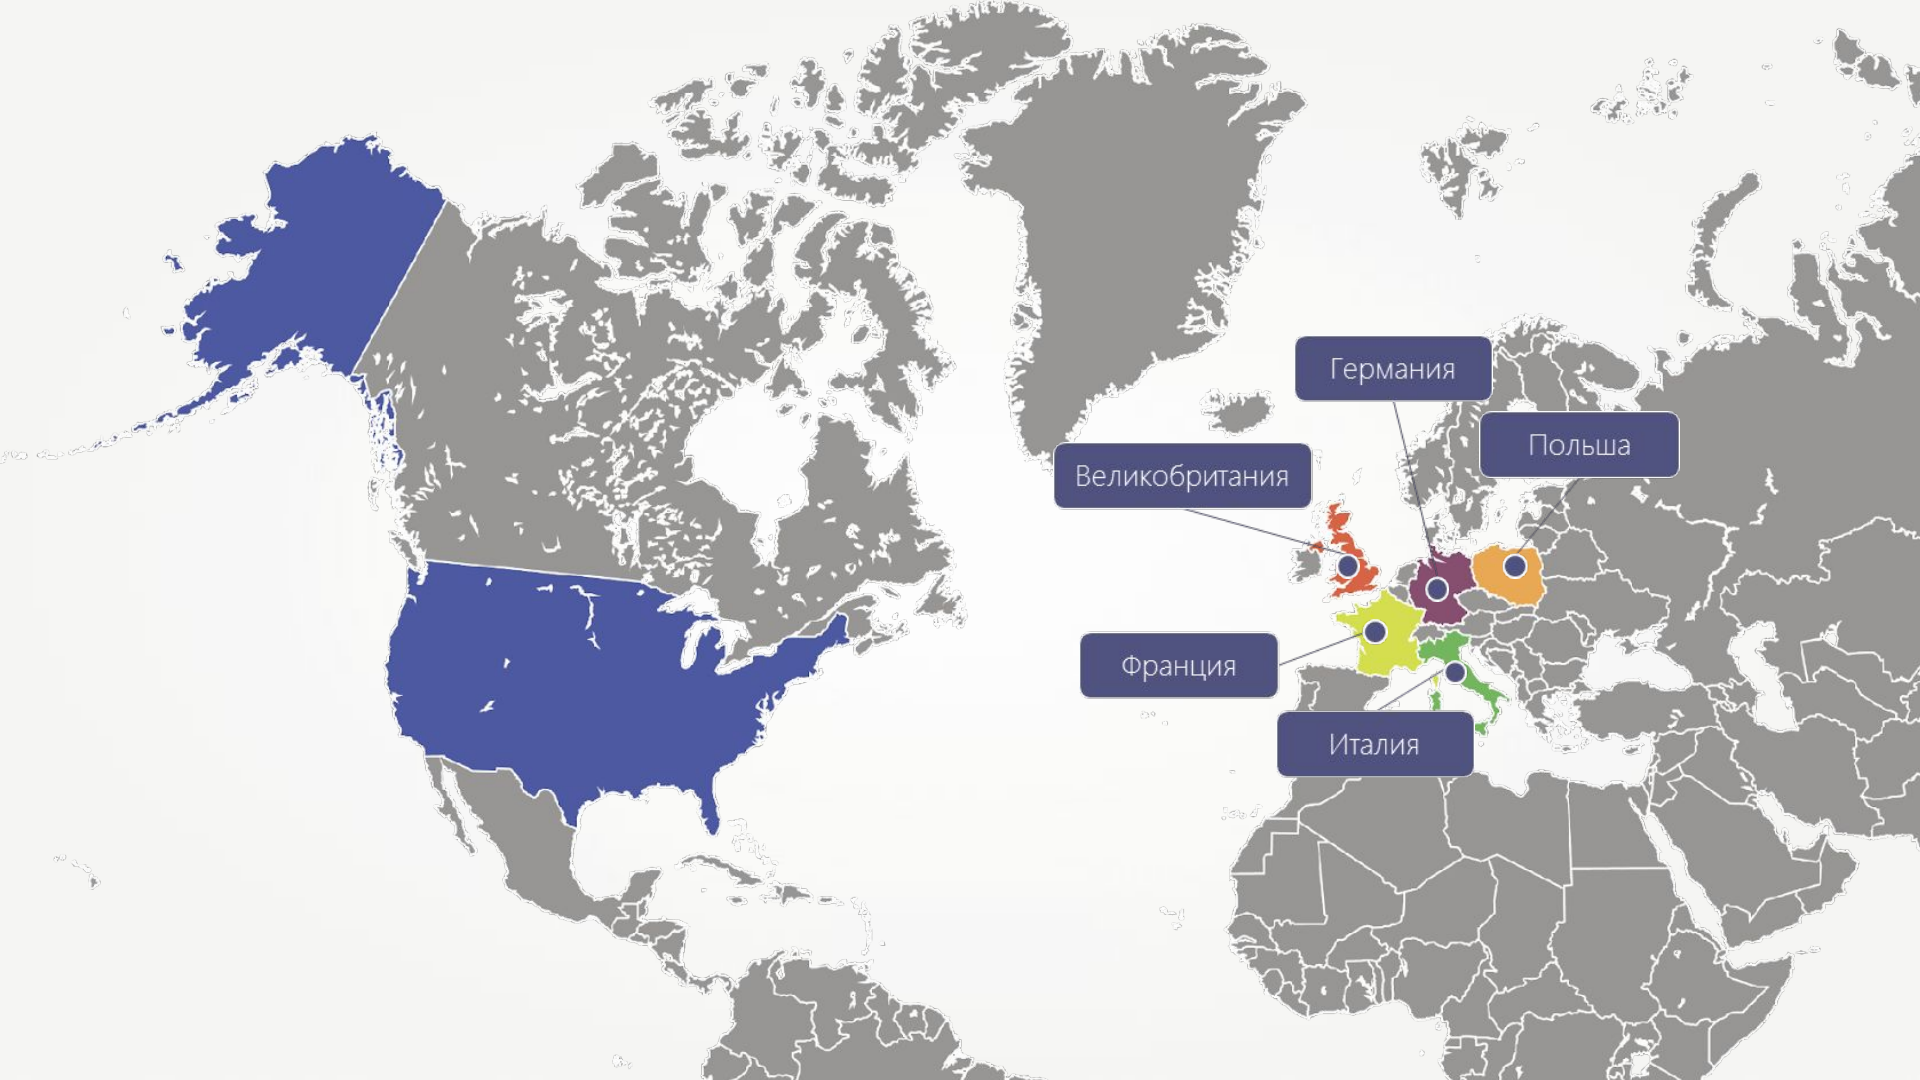 Германия
Польша
Великобритания
Франция
Италия